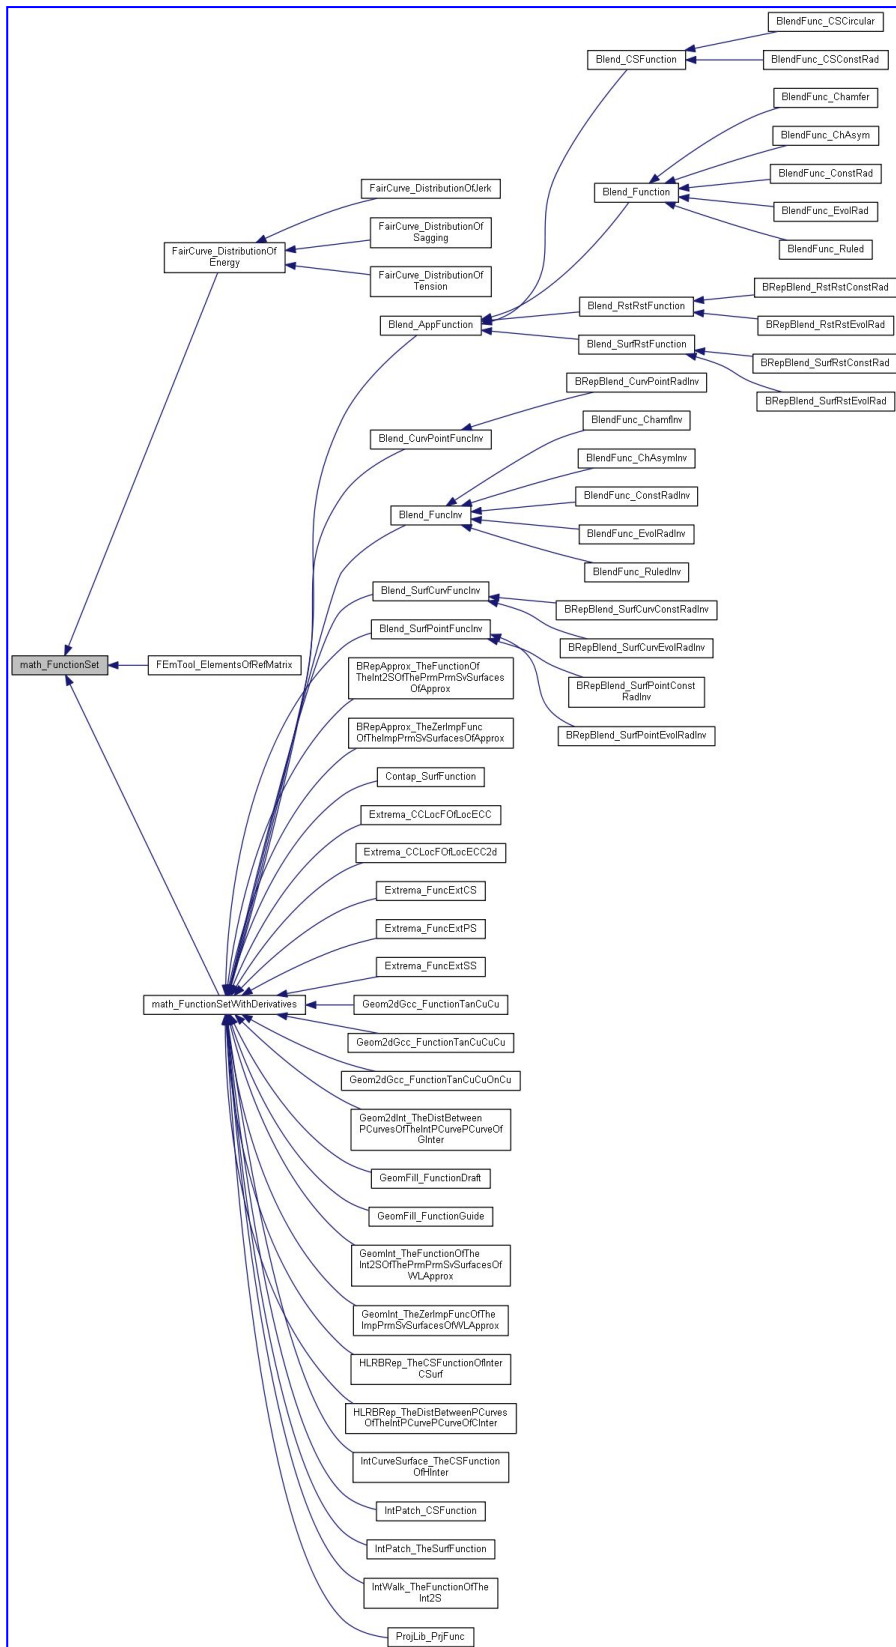 BlendFunc_CSCircular
Blend_CSFunction
BlendFunc_CSConstRad
BlendFunc_Chamfer
BlendFunc_ChAsym
BlendFunc_ConstRad
Blend_Function
BlendFunc_EvolRad
BlendFunc_Ruled
FairCurve_DistributionOfJerk
FairCurve_DistributionOf
Sagging
FairCurve_DistributionOf
Energy
FairCurve_DistributionOf
Tension
BRepBlend_RstRstConstRad
Blend_RstRstFunction
BRepBlend_RstRstEvolRad
Blend_AppFunction
Blend_SurfRstFunction
BRepBlend_SurfRstConstRad
BRepBlend_SurfRstEvolRad
BRepBlend_CurvPointRadInv
Blend_CurvPointFuncInv
BlendFunc_ChamfInv
BlendFunc_ChAsymInv
BlendFunc_ConstRadInv
Blend_FuncInv
BlendFunc_EvolRadInv
BlendFunc_RuledInv
Blend_SurfCurvFuncInv
BRepBlend_SurfCurvConstRadInv
Blend_SurfPointFuncInv
BRepBlend_SurfCurvEvolRadInv
math_FunctionSet
FEmTool_ElementsOfRefMatrix
BRepApprox_TheFunctionOf
TheInt2SOfThePrmPrmSvSurfaces
OfApprox
BRepBlend_SurfPointConst
RadInv
BRepApprox_TheZerImpFunc
OfTheImpPrmSvSurfacesOfApprox
BRepBlend_SurfPointEvolRadInv
Contap_SurfFunction
Extrema_CCLocFOfLocECC
Extrema_CCLocFOfLocECC2d
Extrema_FuncExtCS
Extrema_FuncExtPS
Extrema_FuncExtSS
math_FunctionSetWithDerivatives
Geom2dGcc_FunctionTanCuCu
Geom2dGcc_FunctionTanCuCuCu
Geom2dGcc_FunctionTanCuCuOnCu
Geom2dInt_TheDistBetween
PCurvesOfTheIntPCurvePCurveOf
GInter
GeomFill_FunctionDraft
GeomFill_FunctionGuide
GeomInt_TheFunctionOfThe
Int2SOfThePrmPrmSvSurfacesOf
WLApprox
GeomInt_TheZerImpFuncOfThe
ImpPrmSvSurfacesOfWLApprox
HLRBRep_TheCSFunctionOfInter
CSurf
HLRBRep_TheDistBetweenPCurves
OfTheIntPCurvePCurveOfCInter
IntCurveSurface_TheCSFunction
OfHInter
IntPatch_CSFunction
IntPatch_TheSurfFunction
IntWalk_TheFunctionOfThe
Int2S
ProjLib_PrjFunc